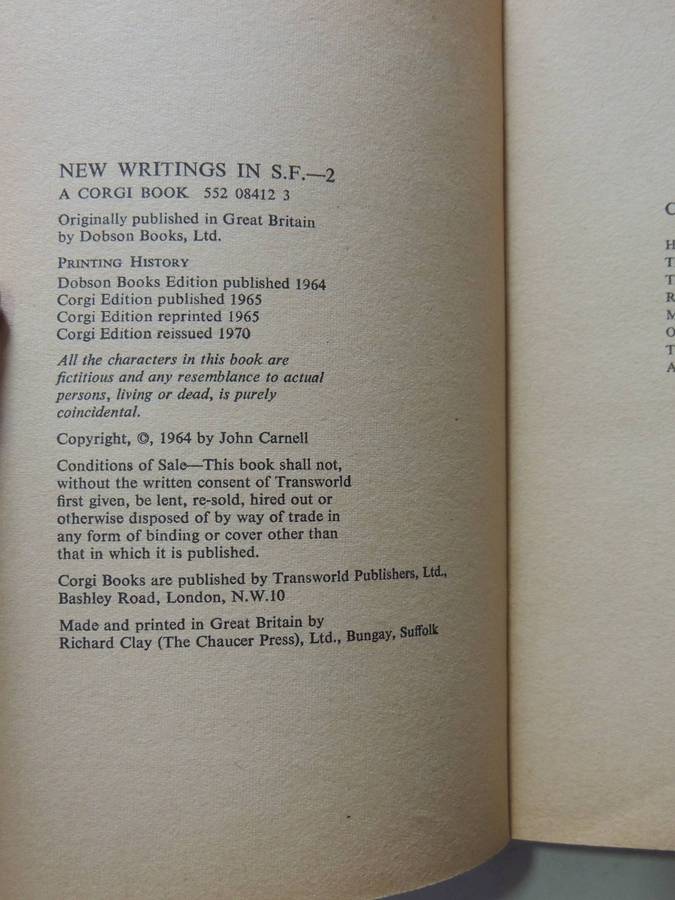 NEW WRITINGS IN S.F.—2
A CORGI BOOK 552 08412 3
Originally published in Great Britain
by Dobson Books, Ltd.
PRINTING HISTORY
Dobson Books Edition published 1964
Corgi Edition published 1965
Corgi Edition reprinted 1965
Corgi Edition reissued 1970
All the characters in this book are
fictitious and any resemblance to actual
persons, living or dead, is purely
coincidental.
Copyright, ©, 1964 by John Carnell
Conditions of Sale—This book shall not,
without the written consent of Transworld
first given, be lent, re-sold, hired out or
otherwise disposed of by way of trade in
any form of binding or cover other than
that in which it is published.
Corgi Books are published by Transworld Publishers, Ltd.,
Bashley Road, London, N.W.10
Made and printed in Great Britain by
Richard Clay (The Chaucer Press), Ltd., Bungay, Suffolk